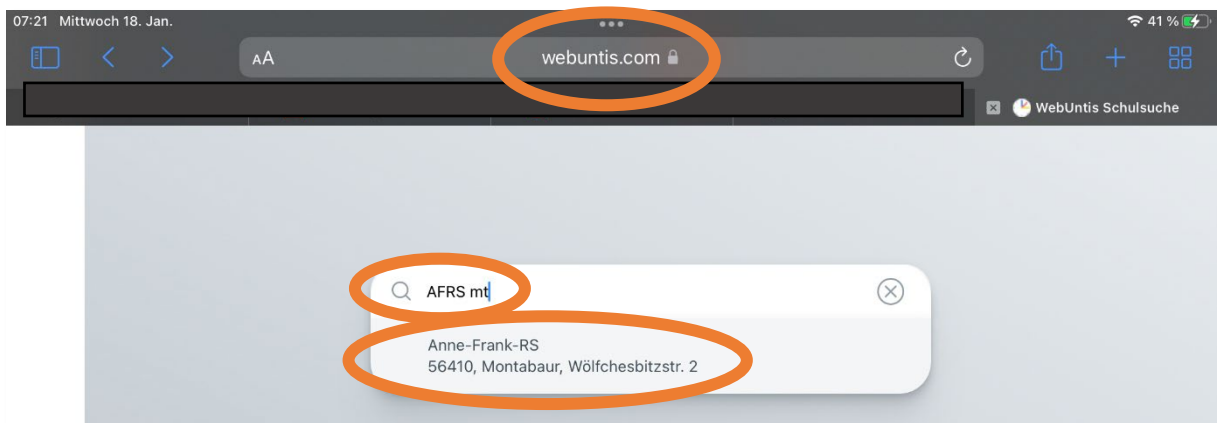 07:21 Mittwoch 18. Jan.
41 %
AA
webuntis.com
WebUntis Schulsuche
AFRS mt
Anne-Frank-RS
56410, Montabaur, Wölfchesbitzstr. 2